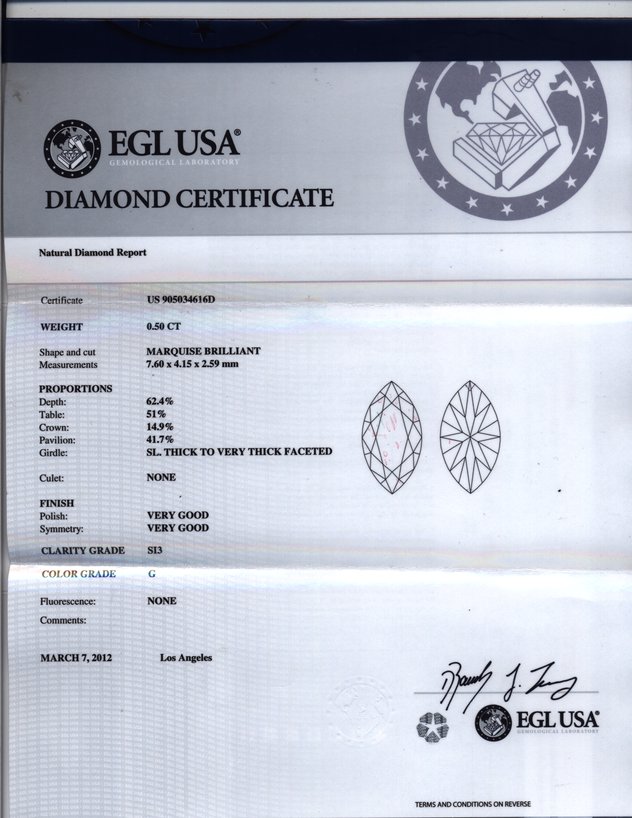 EGL USA®
GEMOLOGICAL LABORATORY
DIAMOND CERTIFICATE
Natural Diamond Report
Certificate US 905034616D
WEIGHT 0.50 CT
Shape and cut MARQUISE BRILLIANT
Measurements 7.60 x 4.15 x 2.59 mm
PROPORTIONS
Depth: 62.4%
Table: 51%
Crown: 14.9%
Pavilion: 41.7%
Girdle: SL. THICK TO VERY THICK FACETED
Culet: NONE
FINISH
Polish: VERY GOOD
Symmetry: VERY GOOD
CLARITY GRADE SI3
COLOR GRADE G
Fluorescence: NONE
Comments:
MARCH 7, 2012 Los Angeles
EGL USA®
GEMOLOGICAL LABORATORY
TERMS AND CONDITIONS ON REVERSE